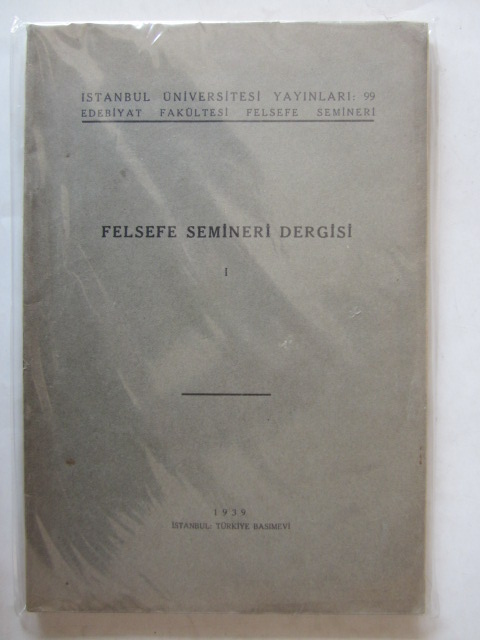 İSTANBUL ÜNİVERSİTESİ YAYINLARI: 99
EDEBİYAT FAKÜLTESİ FELSEFE SEMİNERİ
FELSEFE SEMİNERİ DERGİSİ
I
1939
İSTANBUL: TÜRKİYE BASIMEVİ